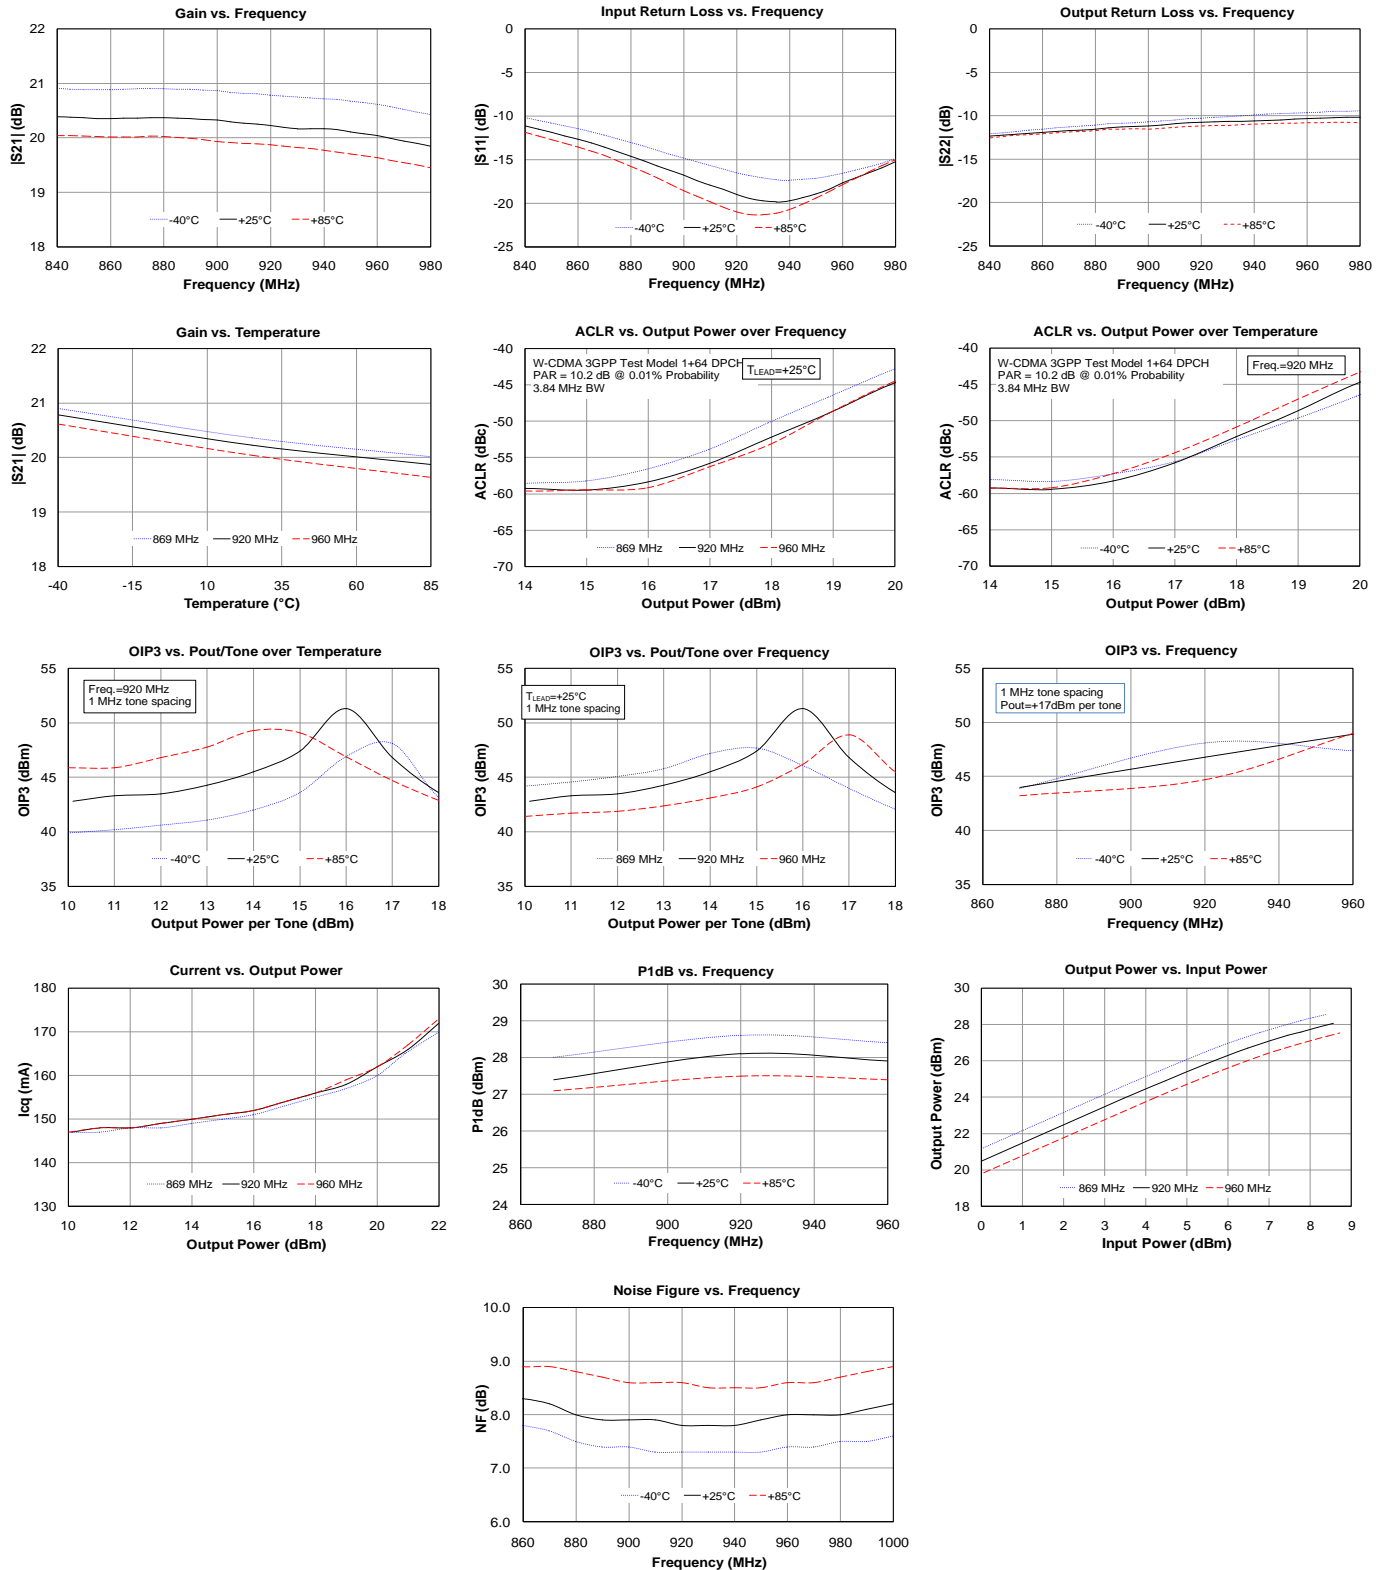 Gain vs. Frequency
22
21
20
19
18
|S21| (dB)
-40°C +25°C +85°C
840 860 880 900 920 940 960 980
Frequency (MHz)
Input Return Loss vs. Frequency
0
-5
-10
-15
-20
-25
|S11| (dB)
-40°C +25°C +85°C
840 860 880 900 920 940 960 980
Frequency (MHz)
Output Return Loss vs. Frequency
0
-5
-10
-15
-20
-25
|S22| (dB)
-40°C +25°C +85°C
840 860 880 900 920 940 960 980
Frequency (MHz)
Gain vs. Temperature
22
21
20
19
18
|S21| (dB)
869 MHz 920 MHz 960 MHz
-40 -15 10 35 60 85
Temperature (°C)
ACLR vs. Output Power over Frequency
W-CDMA 3GPP Test Model 1+64 DPCH
PAR = 10.2 dB @ 0.01% Probability
3.84 MHz BW
TLEAD=+25°C
-40
-45
-50
-55
-60
-65
-70
ACLR (dBc)
869 MHz 920 MHz 960 MHz
14 15 16 17 18 19 20
Output Power (dBm)
ACLR vs. Output Power over Temperature
W-CDMA 3GPP Test Model 1+64 DPCH
PAR = 10.2 dB @ 0.01% Probability
3.84 MHz BW
Freq.=920 MHz
-40
-45
-50
-55
-60
-65
-70
ACLR (dBc)
-40°C +25°C +85°C
14 15 16 17 18 19 20
Output Power (dBm)
OIP3 vs. Pout/Tone over Temperature
Freq.=920 MHz
1 MHz tone spacing
55
50
45
40
35
OIP3 (dBm)
-40°C +25°C +85°C
10 11 12 13 14 15 16 17 18
Output Power per Tone (dBm)
OIP3 vs. Pout/Tone over Frequency
TLEAD=+25°C
1 MHz tone spacing
55
50
45
40
35
OIP3 (dBm)
869 MHz 920 MHz 960 MHz
10 11 12 13 14 15 16 17 18
Output Power per Tone (dBm)
OIP3 vs. Frequency
1 MHz tone spacing
Pout=+17dBm per tone
55
50
45
40
35
OIP3 (dBm)
-40°C +25°C +85°C
860 880 900 920 940 960
Frequency (MHz)
Current vs. Output Power
180
170
160
150
140
130
Icq (mA)
869 MHz 920 MHz 960 MHz
10 12 14 16 18 20 22
Output Power (dBm)
P1dB vs. Frequency
30
29
28
27
26
25
24
P1dB (dBm)
-40°C +25°C +85°C
860 880 900 920 940 960
Frequency (MHz)
Output Power vs. Input Power
30
28
26
24
22
20
18
Output Power (dBm)
869 MHz 920 MHz 960 MHz
0 1 2 3 4 5 6 7 8 9
Input Power (dBm)
Noise Figure vs. Frequency
10.0
9.0
8.0
7.0
6.0
NF (dB)
-40°C +25°C +85°C
860 880 900 920 940 960 980 1000
Frequency (MHz)